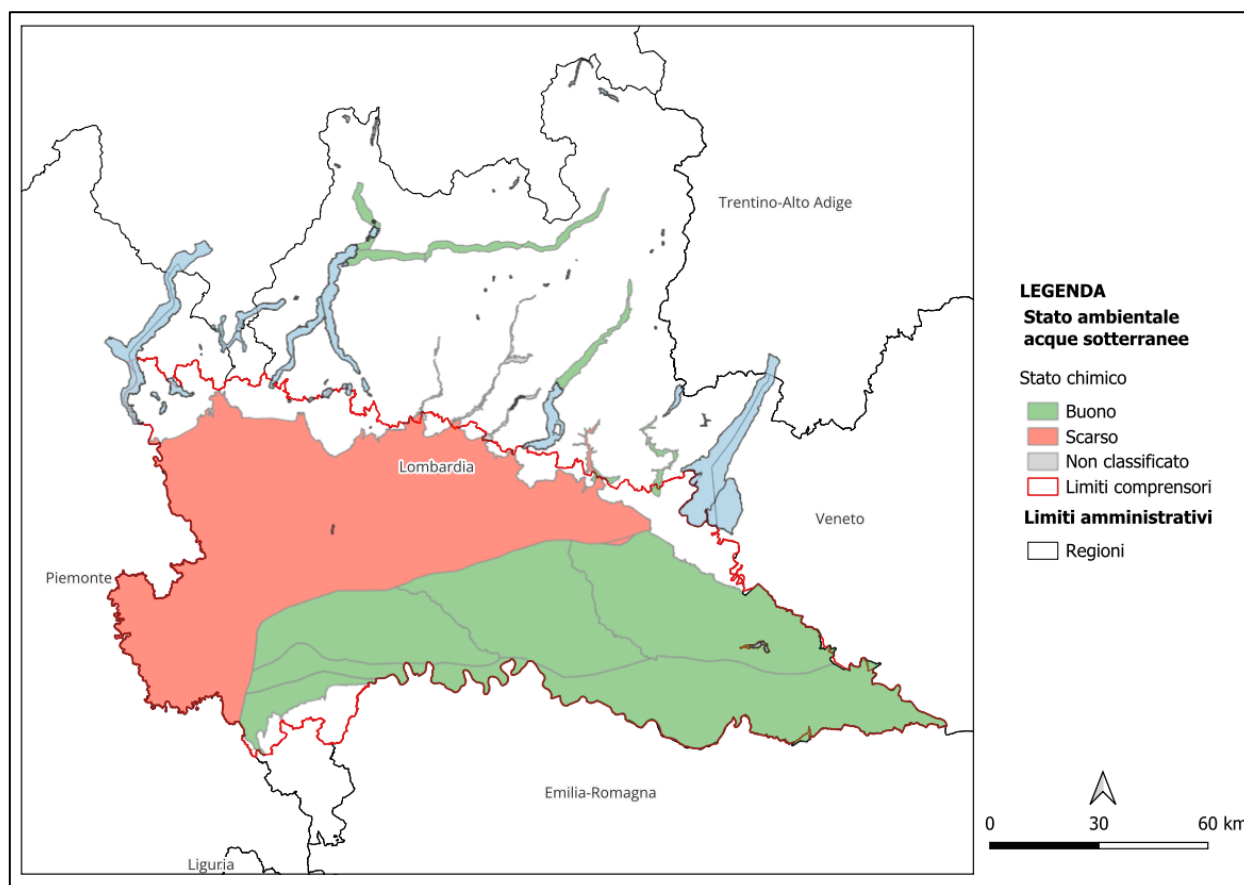 Trentino-Alto Adige
Lombardia
Veneto
Piemonte
Emilia-Romagna
Liguria
LEGENDA
Stato ambientale
acque sotterranee
Stato chimico
Buono
Scarso
Non classificato
Limiti comprensori
Limiti amministrativi
Regioni
0 30 60 km